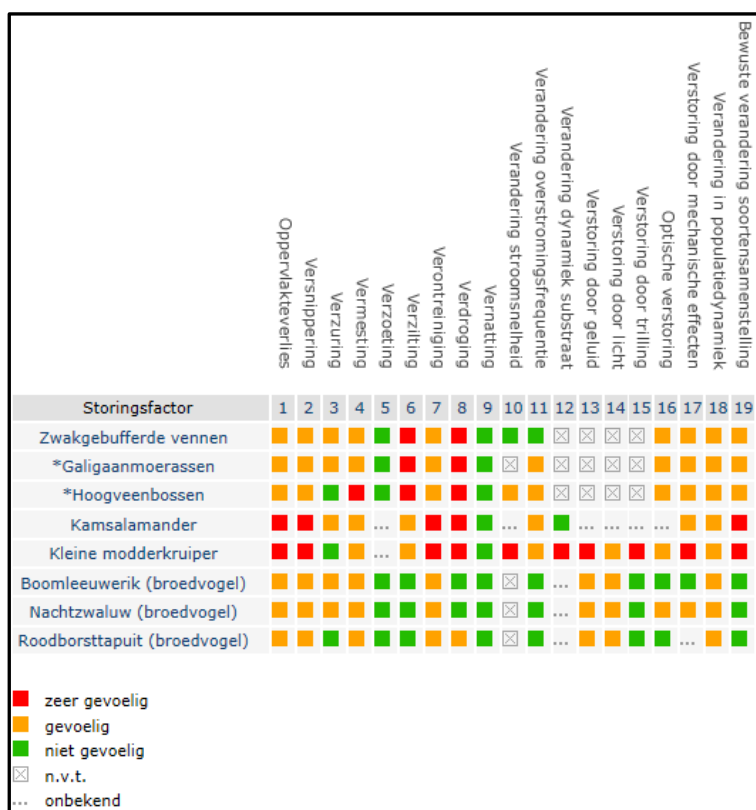 Oppervlakteverlies
Versnippering
Verzuring
Vermesting
Verzoeting
Verzilting
Verontreiniging
Verdroging
Vernatting
Verandering stroomsnelheid
Verandering overstromingsfrequentie
Verandering dynamiek substraat
Verstoring door geluid
Verstoring door licht
Verstoring door trilling
Optische verstoring
Verstoring door mechanische effecten
Verandering in populatiedynamiek
Bewuste verandering soortensamenstelling
Storingsfactor 1 2 3 4 5 6 7 8 9 10 11 12 13 14 15 16 17 18 19
Zwakgebufferde vennen
*Galigaanmoerassen
*Hoogveenbossen
Kamsalamander ... ... ... ... ... ...
Kleine modderkruiper ...
Boomleeuwerik (broedvogel) ...
Nachtzwaluw (broedvogel) ...
Roodborsttapuit (broedvogel) ... ...
zeer gevoelig
gevoelig
niet gevoelig
n.v.t.
... onbekend